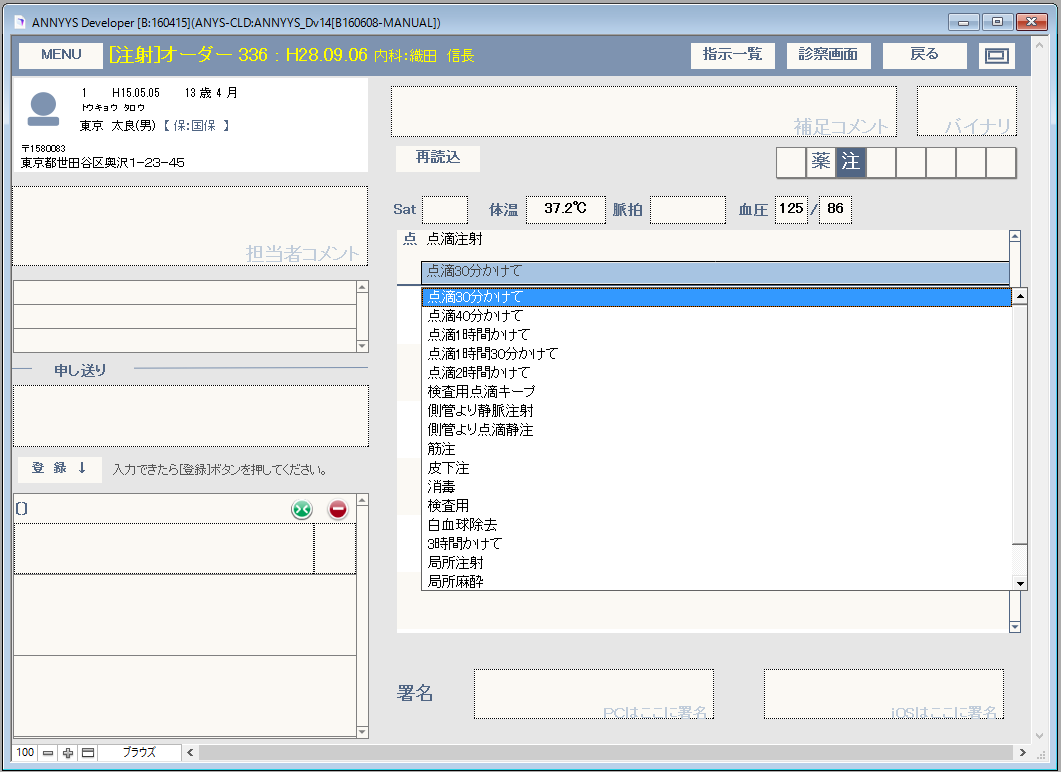 ANNYYS Developer [B:160415](ANYS-CLD:ANNYYS_Dv14[B160608-MANUAL])
MENU [注射]オーダー 336 : H28.09.06 内科:織田 信長 指示一覧 診察画面 戻る
1 H15.05.05 13 歳 4 月
トウキョウ タロウ
東京 太良(男)【 保:国保 】
〒1580083
東京都世田谷区奥沢1-23-45
補足コメント バイナリ
再読込 薬 注
担当者コメント
Sat 体温 37.2℃ 脈拍 血圧 125 / 86
点 点滴注射
点滴30分かけて
点滴30分かけて
点滴40分かけて
点滴1時間かけて
点滴1時間30分かけて
点滴2時間かけて
検査用点滴キープ
側管より静脈注射
側管より点滴静注
筋注
皮下注
消毒
検査用
白血球除去
3時間かけて
局所注射
局所麻酔
申し送り
登 録 ↓ 入力できたら[登録]ボタンを押してください。
()
署名 PCはここに署名 iOSはここに署名
100 ブラウズ